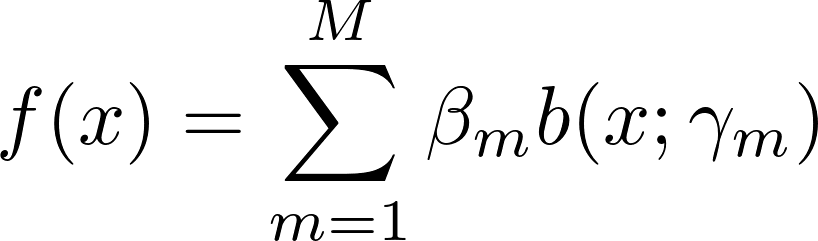 f(x) = \sum_{m=1}^{M} \beta_m b(x; \gamma_m)